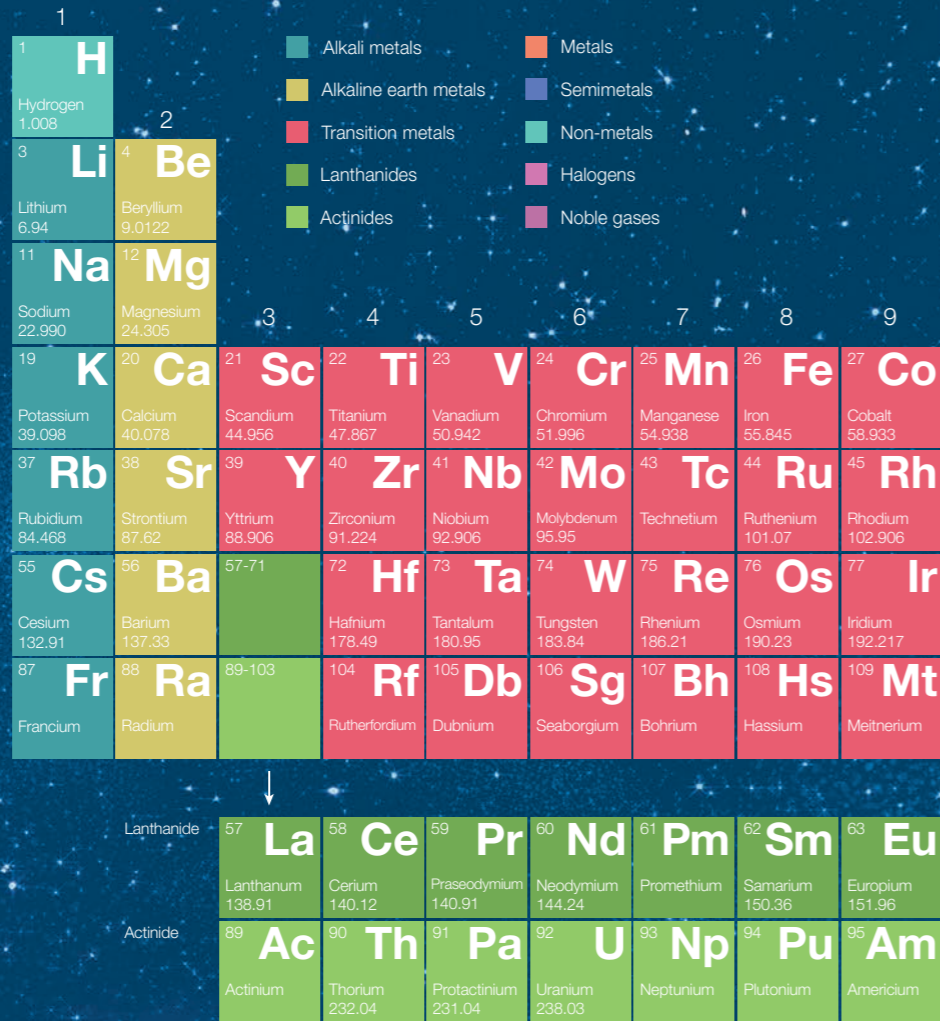 1
1
H
Hydrogen
1.008
Alkali metals
Alkaline earth metals
Transition metals
Lanthanides
Actinides
Metals
Semimetals
Non-metals
Halogens
Noble gases
2
3
Li
Lithium
6.94
4
Be
Beryllium
9.0122
11
Na
Sodium
22.990
12
Mg
Magnesium
24.305
3
4
5
6
7
8
9
19
K
Potassium
39.098
20
Ca
Calcium
40.078
21
Sc
Scandium
44.956
22
Ti
Titanium
47.867
23
V
Vanadium
50.942
24
Cr
Chromium
51.996
25
Mn
Manganese
54.938
26
Fe
Iron
55.845
27
Co
Cobalt
58.933
37
Rb
Rubidium
84.468
38
Sr
Strontium
87.62
39
Y
Yttrium
88.906
40
Zr
Zirconium
91.224
41
Nb
Niobium
92.906
42
Mo
Molybdenum
95.95
43
Tc
Technetium
44
Ru
Ruthenium
101.07
45
Rh
Rhodium
102.906
55
Cs
Cesium
132.91
56
Ba
Barium
137.33
57-71
72
Hf
Hafnium
178.49
73
Ta
Tantalum
180.95
74
W
Tungsten
183.84
75
Re
Rhenium
186.21
76
Os
Osmium
190.23
77
Ir
Iridium
192.217
87
Fr
Francium
88
Ra
Radium
89-103
104
Rf
Rutherfordium
105
Db
Dubnium
106
Sg
Seaborgium
107
Bh
Bohrium
108
Hs
Hassium
109
Mt
Meitnerium
Lanthanide
57
La
Lanthanum
138.91
58
Ce
Cerium
140.12
59
Pr
Praseodymium
140.91
60
Nd
Neodymium
144.24
61
Pm
Promethium
62
Sm
Samarium
150.36
63
Eu
Europium
151.96
Actinide
89
Ac
Actinium
90
Th
Thorium
232.04
91
Pa
Protactinium
231.04
92
U
Uranium
238.03
93
Np
Neptunium
94
Pu
Plutonium
95
Am
Americium